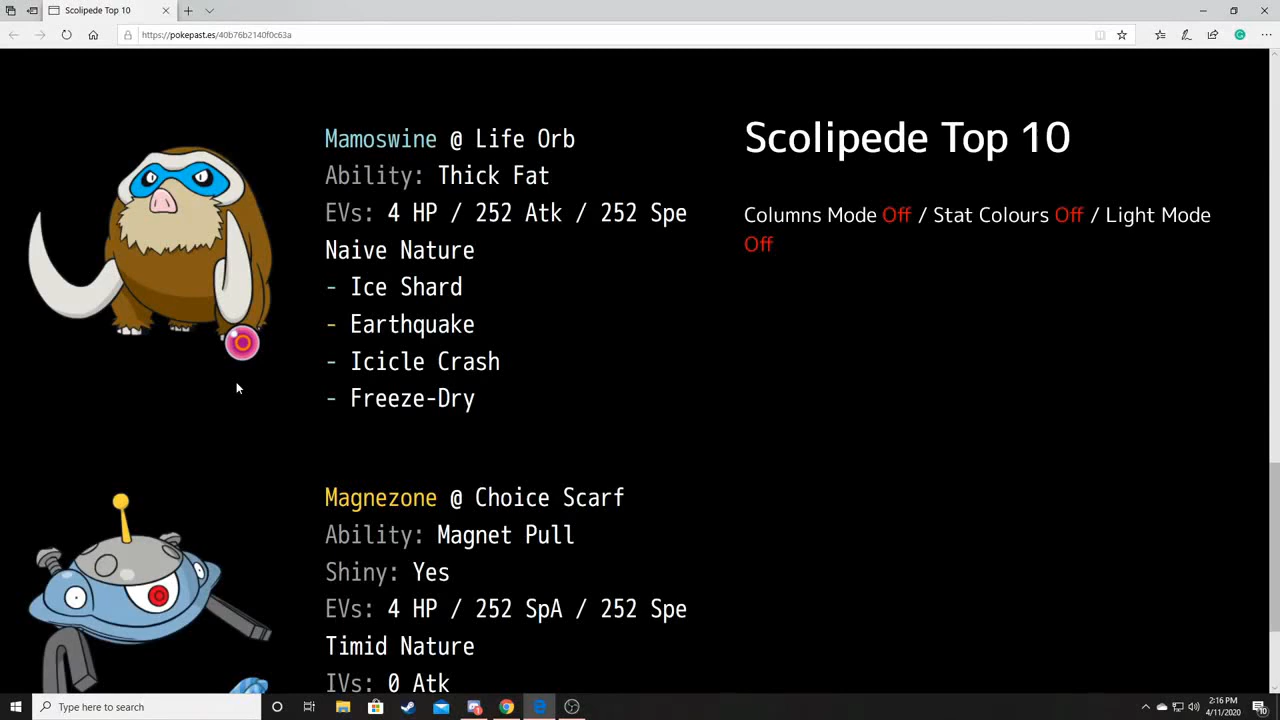 Scolipede Top 10
https://pokepast.es/40b76b2140f0c63a
Mamoswine @ Life Orb
Ability: Thick Fat
EVs: 4 HP / 252 Atk / 252 Spe
Naive Nature
- Ice Shard
- Earthquake
- Icicle Crash
- Freeze-Dry
Scolipede Top 10
Columns Mode Off / Stat Colours Off / Light Mode
Off
Magnezone @ Choice Scarf
Ability: Magnet Pull
Shiny: Yes
EVs: 4 HP / 252 SpA / 252 Spe
Timid Nature
IVs: 0 Atk
Type here to search
2:16 PM
4/11/2020